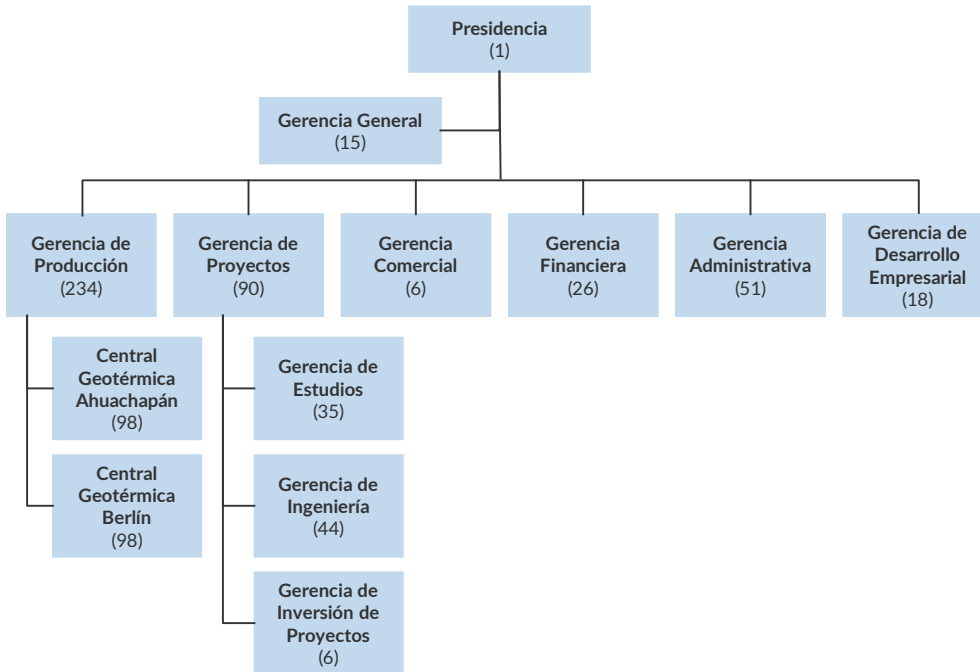 Presidencia
(1)
Gerencia General
(15)
Gerencia de
Producción
(234)
Gerencia de
Proyectos
(90)
Gerencia
Comercial
(6)
Gerencia
Financiera
(26)
Gerencia
Administrativa
(51)
Gerencia de
Desarrollo
Empresarial
(18)
Central
Geotérmica
Ahuachapán
(98)
Central
Geotérmica
Berlín
(98)
Gerencia de
Estudios
(35)
Gerencia de
Ingeniería
(44)
Gerencia de
Inversión de
Proyectos
(6)